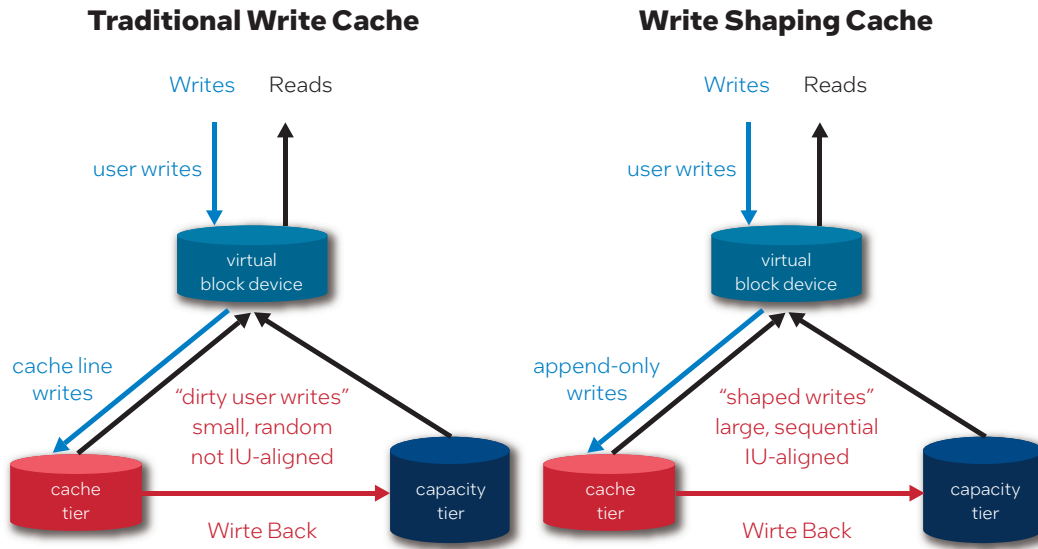 Traditional Write Cache
Writes Reads
user writes
virtual
block device
cache line
writes
“dirty user writes”
small, random
not IU-aligned
cache
tier
capacity
tier
Wirte Back
Write Shaping Cache
Writes Reads
user writes
virtual
block device
append-only
writes
“shaped writes”
large, sequential
IU-aligned
cache
tier
capacity
tier
Wirte Back